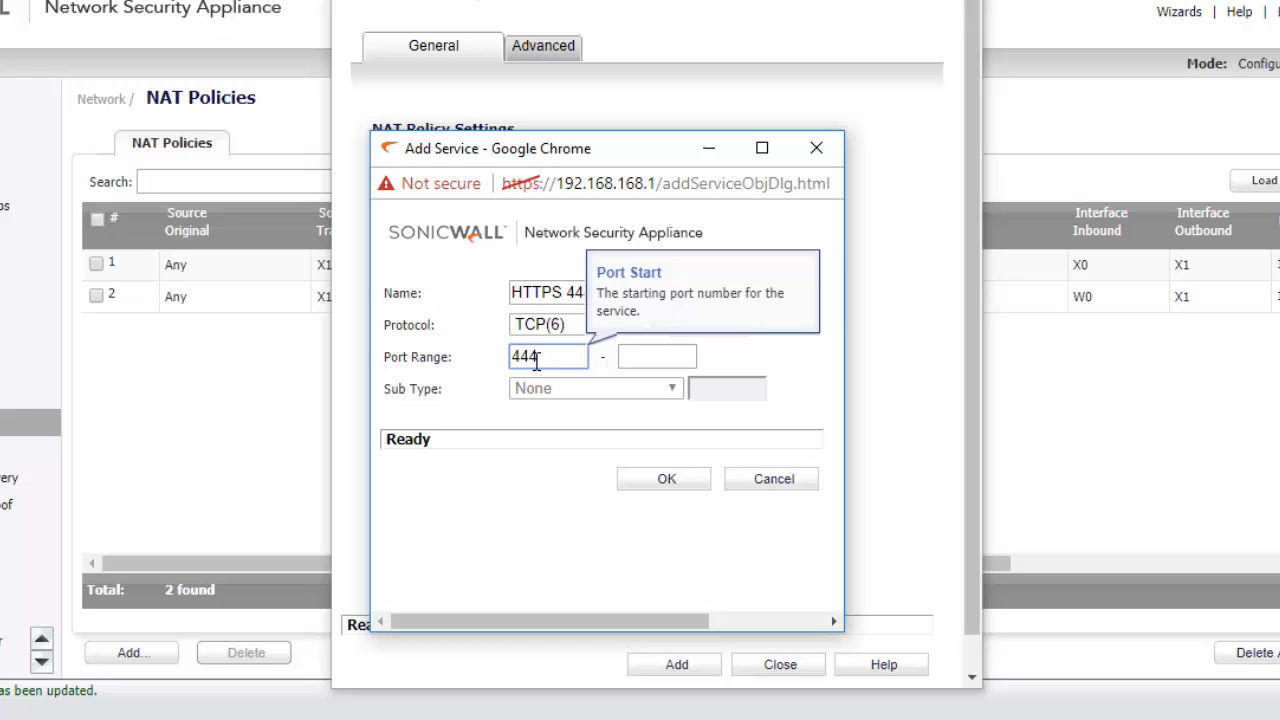 Network Security Appliance
Wizards | Help |
General
Advanced
Mode:
Network / NAT Policies
NAT Policy Settings
NAT Policies
Add Service - Google Chrome
Search:
Not secure | https://192.168.168.1/addServiceObjDlg.html
Load
#
Source Original
Interface Inbound
Interface Outbound
SONICWALL | Network Security Appliance
1
Any
X1
X0
X1
2
Any
X1
W0
X1
Port Start
The starting port number for the
service.
Name:
HTTPS 44
Protocol:
TCP(6)
Port Range:
444
-
Sub Type:
None
Ready
OK
Cancel
Total:
2 found
Add...
Delete
Add
Close
Help
Delete
has been updated.